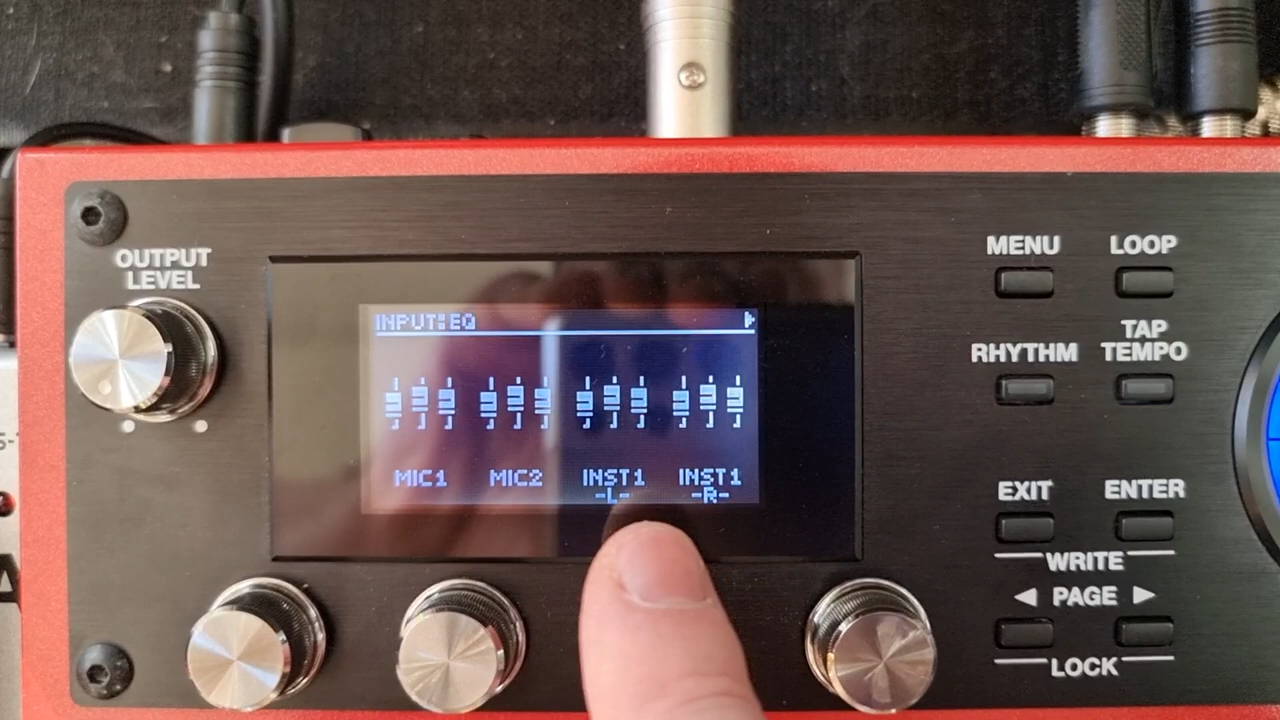 OUTPUT
LEVEL
INPUT:EQ
MIC1
MIC2
INST1
-L-
INST1
-R-
MENU
LOOP
RHYTHM
TAP
TEMPO
EXIT
ENTER
WRITE
◀ PAGE ▶
LOCK